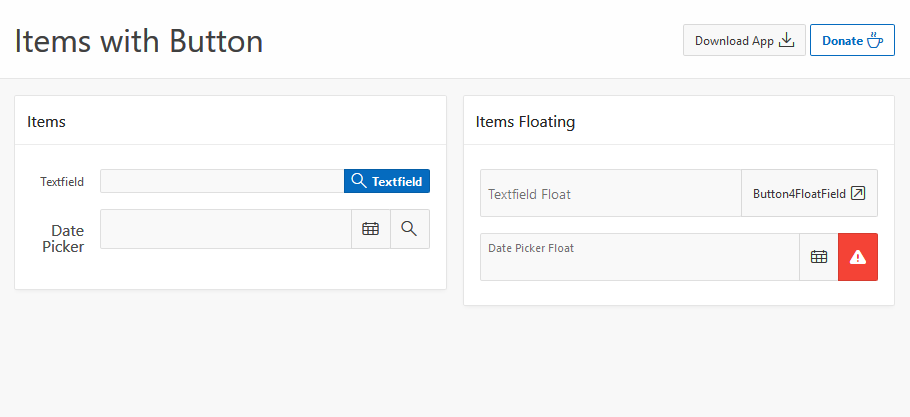 Items with Button
Download App
Donate
Items
Textfield
Textfield
Date
Picker
Items Floating
Textfield Float
Button4FloatField
Date Picker Float